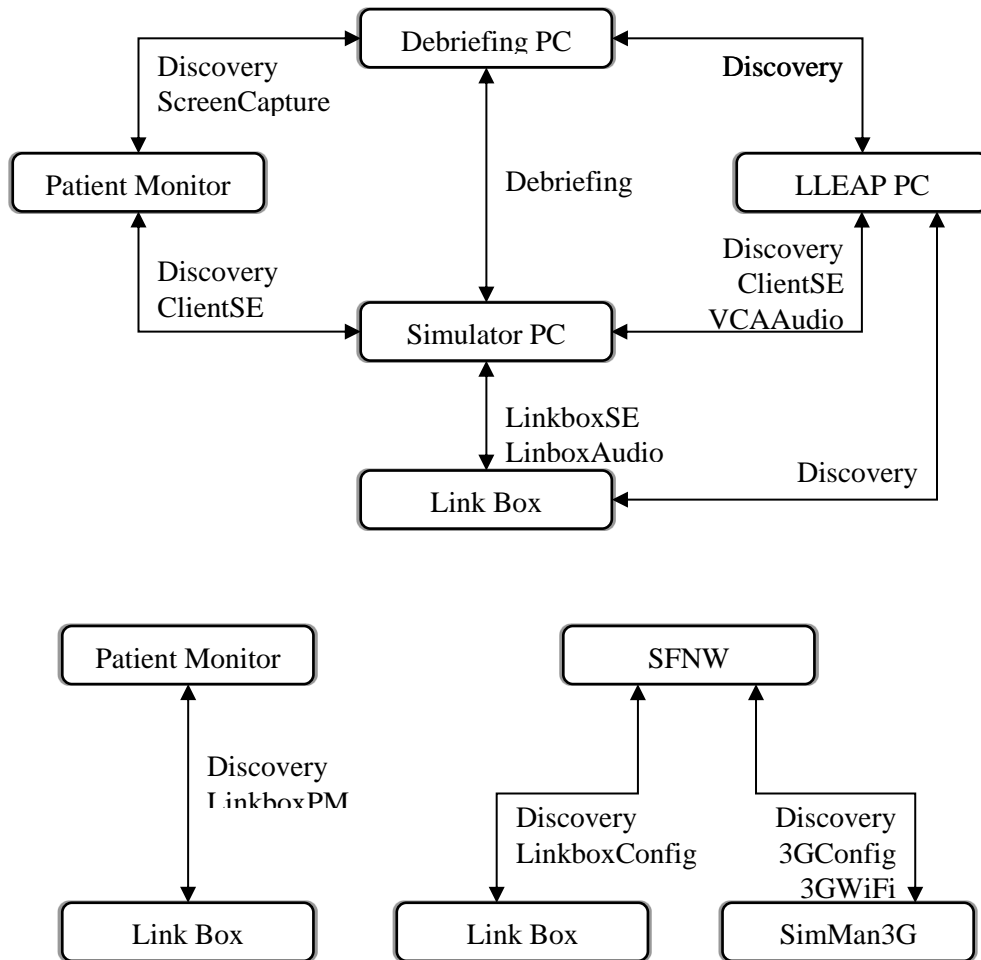 Debriefing PC
Discovery
ScreenCapture
Discovery
Patient Monitor
Debriefing
LLEAP PC
Discovery
ClientSE
Discovery
ClientSE
VCAAudio
Simulator PC
LinkboxSE
LinboxAudio
Discovery
Link Box
Patient Monitor
SFNW
Discovery
LinkboxPM
Discovery
LinkboxConfig
Discovery
3GConfig
3GWiFi
Link Box
Link Box
SimMan3G